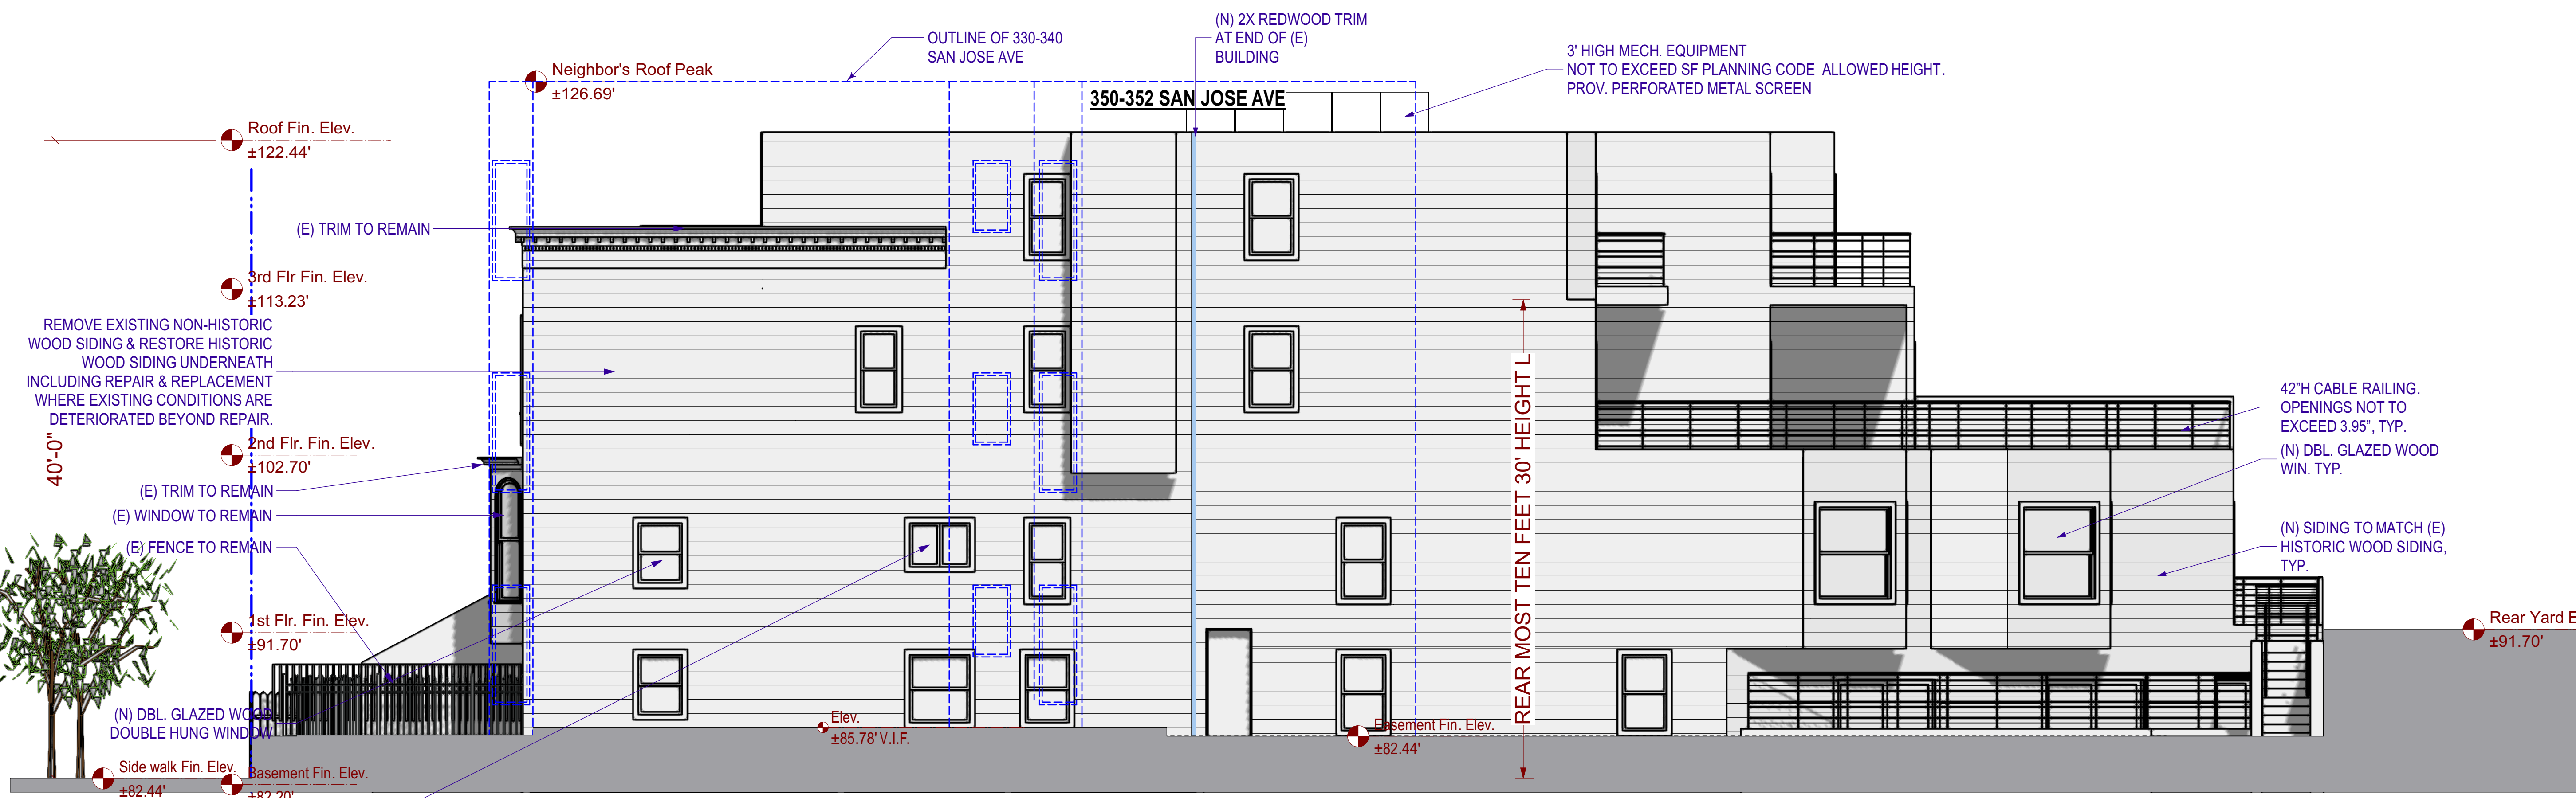 (N) 2X REDWOOD TRIM
AT END OF (E)
BUILDING
OUTLINE OF 330-340
SAN JOSE AVE
3' HIGH MECH. EQUIPMENT
NOT TO EXCEED SF PLANNING CODE ALLOWED HEIGHT.
PROV. PERFORATED METAL SCREEN
Neighbor's Roof Peak
±126.69'
350-352 SAN JOSE AVE
Roof Fin. Elev.
±122.44'
(E) TRIM TO REMAIN
3rd Flr Fin. Elev.
±113.23'
REMOVE EXISTING NON-HISTORIC
WOOD SIDING & RESTORE HISTORIC
WOOD SIDING UNDERNEATH
INCLUDING REPAIR & REPLACEMENT
WHERE EXISTING CONDITIONS ARE
DETERIORATED BEYOND REPAIR.
40'-0"
2nd Flr. Fin. Elev.
±102.70'
(E) TRIM TO REMAIN
(E) WINDOW TO REMAIN
(E) FENCE TO REMAIN
1st Flr. Fin. Elev.
±91.70'
(N) DBL. GLAZED WOOD
DOUBLE HUNG WINDOW
Side walk Fin. Elev.
±82.44'
Basement Fin. Elev.
±82.20'
Elev.
±85.78' V.I.F.
Easement Fin. Elev.
±82.44'
REAR MOST TEN FEET 30' HEIGHT L
42”H CABLE RAILING.
OPENINGS NOT TO
EXCEED 3.95”, TYP.
(N) DBL. GLAZED WOOD
WIN. TYP.
(N) SIDING TO MATCH (E)
HISTORIC WOOD SIDING,
TYP.
Rear Yard E
±91.70'